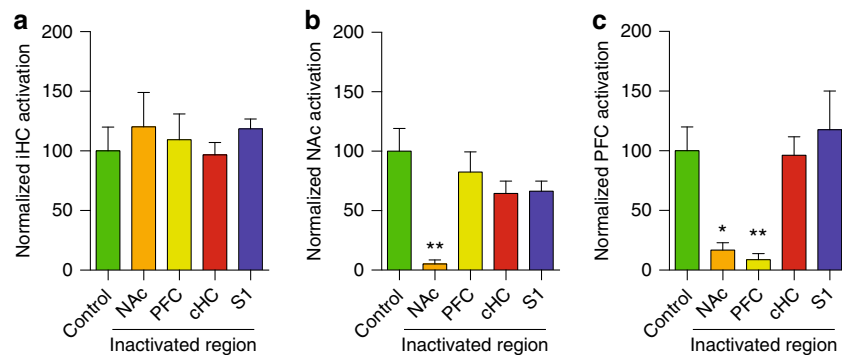 a
Normalized iHC activation
200
150
100
50
0
Control
NAc
PFC
cHC
S1
Inactivated region
b
Normalized NAc activation
200
150
100
50
0
**
Control
NAc
PFC
cHC
S1
Inactivated region
c
Normalized PFC activation
200
150
100
50
0
*
**
Control
NAc
PFC
cHC
S1
Inactivated region